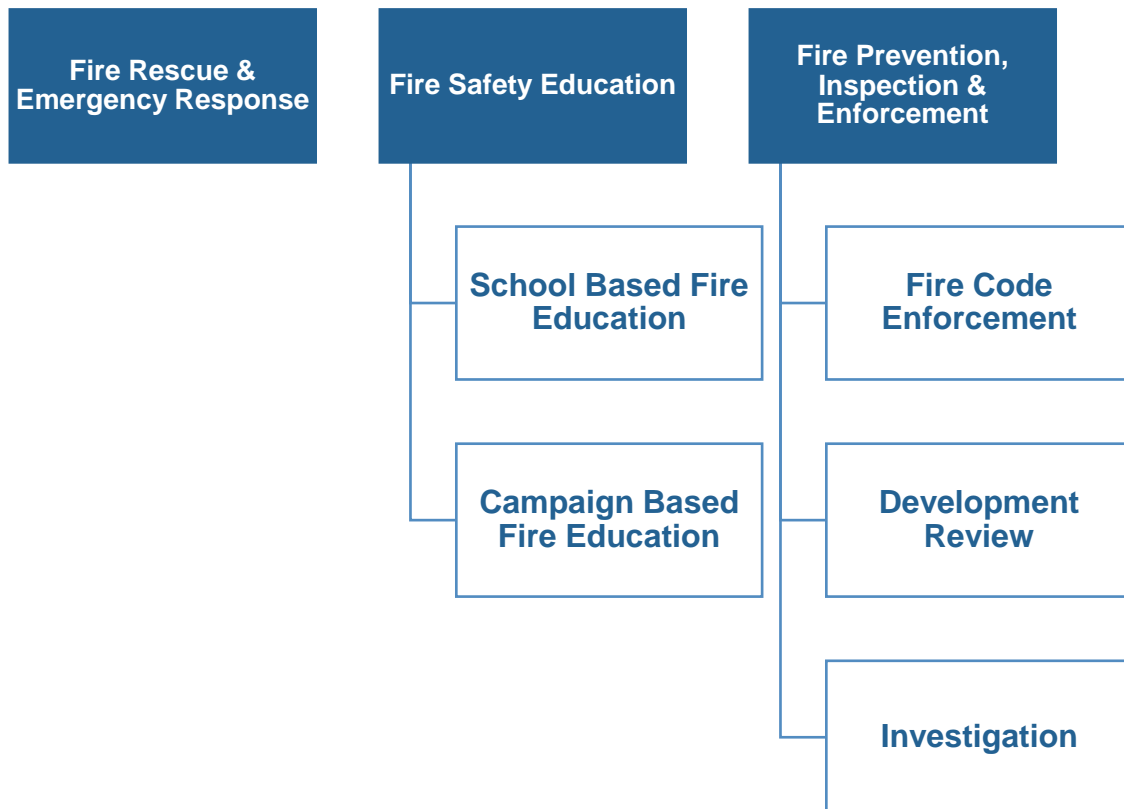 Fire Rescue &
Emergency Response
Fire Safety Education
Fire Prevention,
Inspection &
Enforcement
School Based Fire
Education
Campaign Based
Fire Education
Fire Code
Enforcement
Development
Review
Investigation